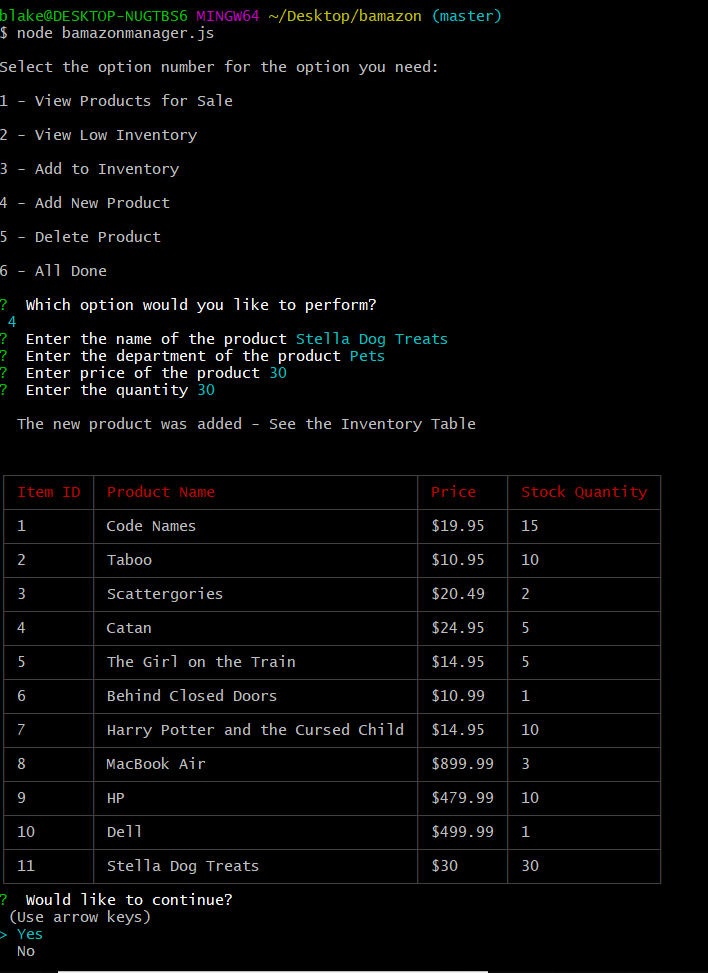 blake@DESKTOP-NUGTBS6 MINGW64 ~/Desktop/bamazon (master)
$ node bamazonmanager.js
Select the option number for the option you need:
1 - View Products for Sale
2 - View Low Inventory
3 - Add to Inventory
4 - Add New Product
5 - Delete Product
6 - All Done
? Which option would you like to perform?
4
? Enter the name of the product Stella Dog Treats
? Enter the department of the product Pets
? Enter price of the product 30
? Enter the quantity 30
The new product was added - See the Inventory Table
Item ID Product Name Price Stock Quantity
1 Code Names $19.95 15
2 Taboo $10.95 10
3 Scattergories $20.49 2
4 Catan $24.95 5
5 The Girl on the Train $14.95 5
6 Behind Closed Doors $10.99 1
7 Harry Potter and the Cursed Child $14.95 10
8 MacBook Air $899.99 3
9 HP $479.99 10
10 Dell $499.99 1
11 Stella Dog Treats $30 30
? Would like to continue?
(Use arrow keys)
> Yes
No